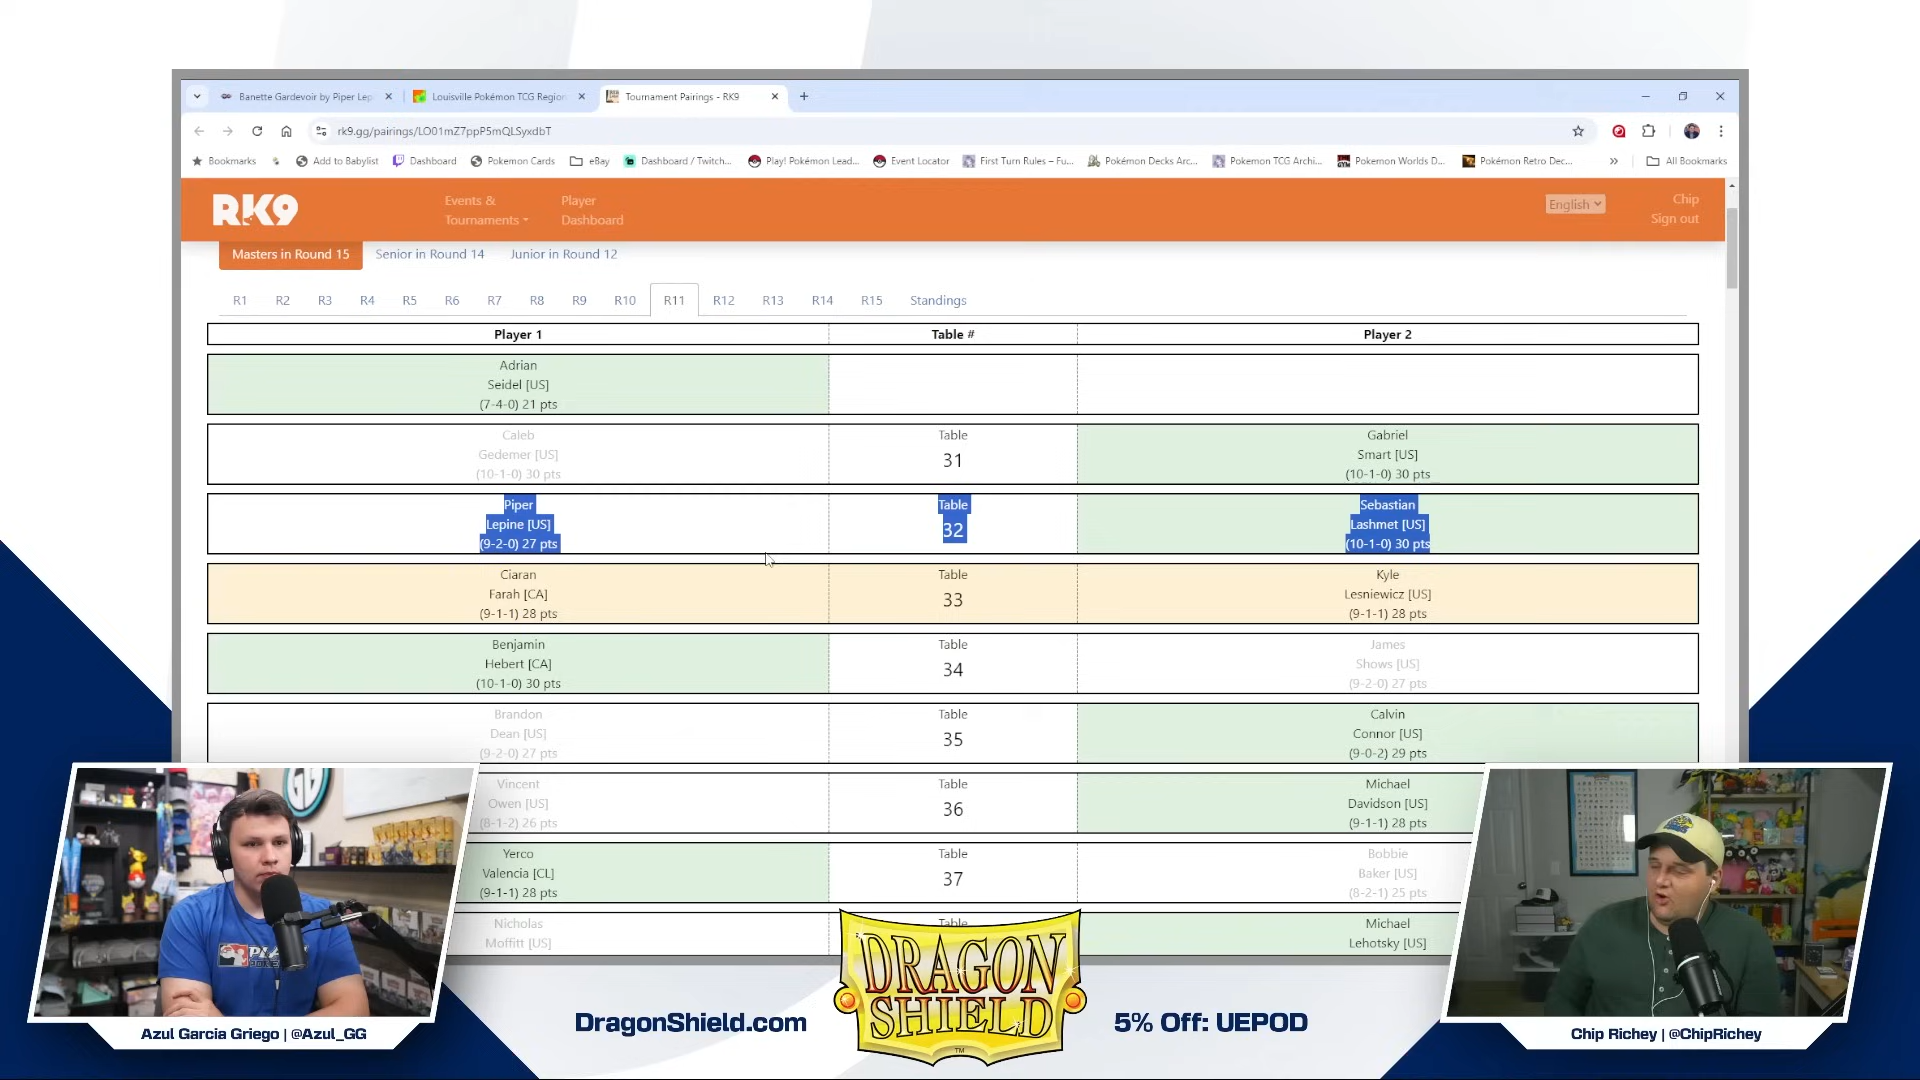 Banette Gardevoir by Piper Lep
Louisville Pokémon TCG Region
Tournament Pairings - RK9
rk9.gg/pairings/LO01mZ7ppP5mQLSyxdbT
Bookmarks
Add to Babylist
Dashboard
Pokemon Cards
eBay
Dashboard / Twitch...
Play! Pokémon Lead...
Event Locator
First Turn Rules – Fu...
Pokémon Decks Arc...
Pokemon TCG Archi...
Pokemon Worlds D...
Pokémon Retro Dec...
All Bookmarks
RK9
Events &
Tournaments
Player
Dashboard
English
Chip
Sign out
Masters in Round 15
Senior in Round 14
Junior in Round 12
R1 R2 R3 R4 R5 R6 R7 R8 R9 R10 R11 R12 R13 R14 R15 Standings
Player 1
Table #
Player 2
Adrian
Seidel [US]
(7-4-0) 21 pts
Caleb
Gedemer [US]
(10-1-0) 30 pts
Table
31
Gabriel
Smart [US]
(10-1-0) 30 pts
Piper
Lepine [US]
(9-2-0) 27 pts
Table
32
Sebastian
Lashmet [US]
(10-1-0) 30 pts
Ciaran
Farah [CA]
(9-1-1) 28 pts
Table
33
Kyle
Lesniewicz [US]
(9-1-1) 28 pts
Benjamin
Hebert [CA]
(10-1-0) 30 pts
Table
34
James
Shows [US]
(9-2-0) 27 pts
Brandon
Dean [US]
(9-2-0) 27 pts
Table
35
Calvin
Connor [US]
(9-0-2) 29 pts
Vincent
Owen [US]
(8-1-2) 26 pts
Table
36
Michael
Davidson [US]
(9-1-1) 28 pts
Yerco
Valencia [CL]
(9-1-1) 28 pts
Table
37
Bobbie
Baker [US]
(8-2-1) 25 pts
Nicholas
Moffitt [US]
Table
Michael
Lehotsky [US]
DRAGON
SHIELD
TM
DragonShield.com
5% Off: UEPOD
Azul Garcia Griego | @Azul_GG
Chip Richey | @ChipRichey